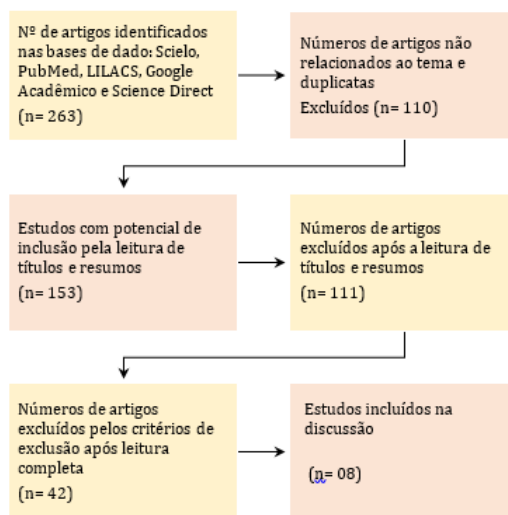 Nº de artigos identificados
nas bases de dado: Scielo,
PubMed, LILACS, Google
Acadêmico e Science Direct
(n= 263)
Números de artigos não
relacionados ao tema e
duplicatas
Excluídos (n= 110)
Estudos com potencial de
inclusão pela leitura de
títulos e resumos
(n= 153)
Números de artigos
excluídos após a leitura de
títulos e resumos
(n= 111)
Números de artigos
excluídos pelos critérios de
exclusão após leitura
completa
(n= 42)
Estudos incluídos na
discussão
(n= 08)